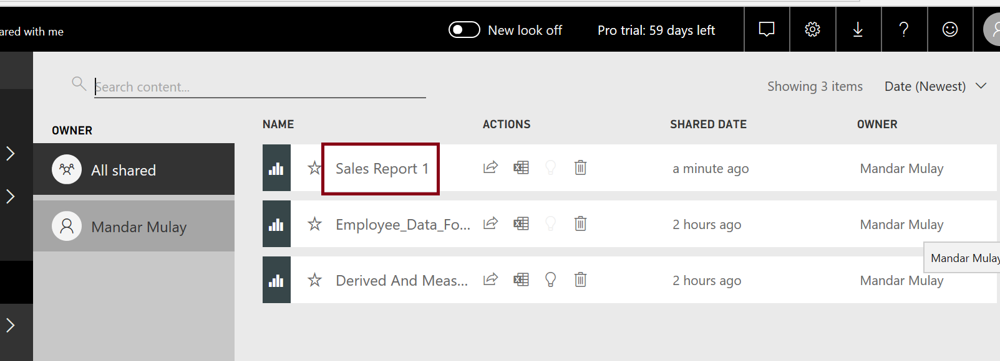 ared with me
New look off
Pro trial: 59 days left
?
Search content...
Showing 3 items
Date (Newest)
OWNER
All shared
Mandar Mulay
NAME ACTIONS SHARED DATE OWNER
Sales Report 1 a minute ago Mandar Mulay
Employee_Data_Fo... 2 hours ago Mandar Mulay
Mandar Mulay
Derived And Meas... 2 hours ago Mandar Mulay